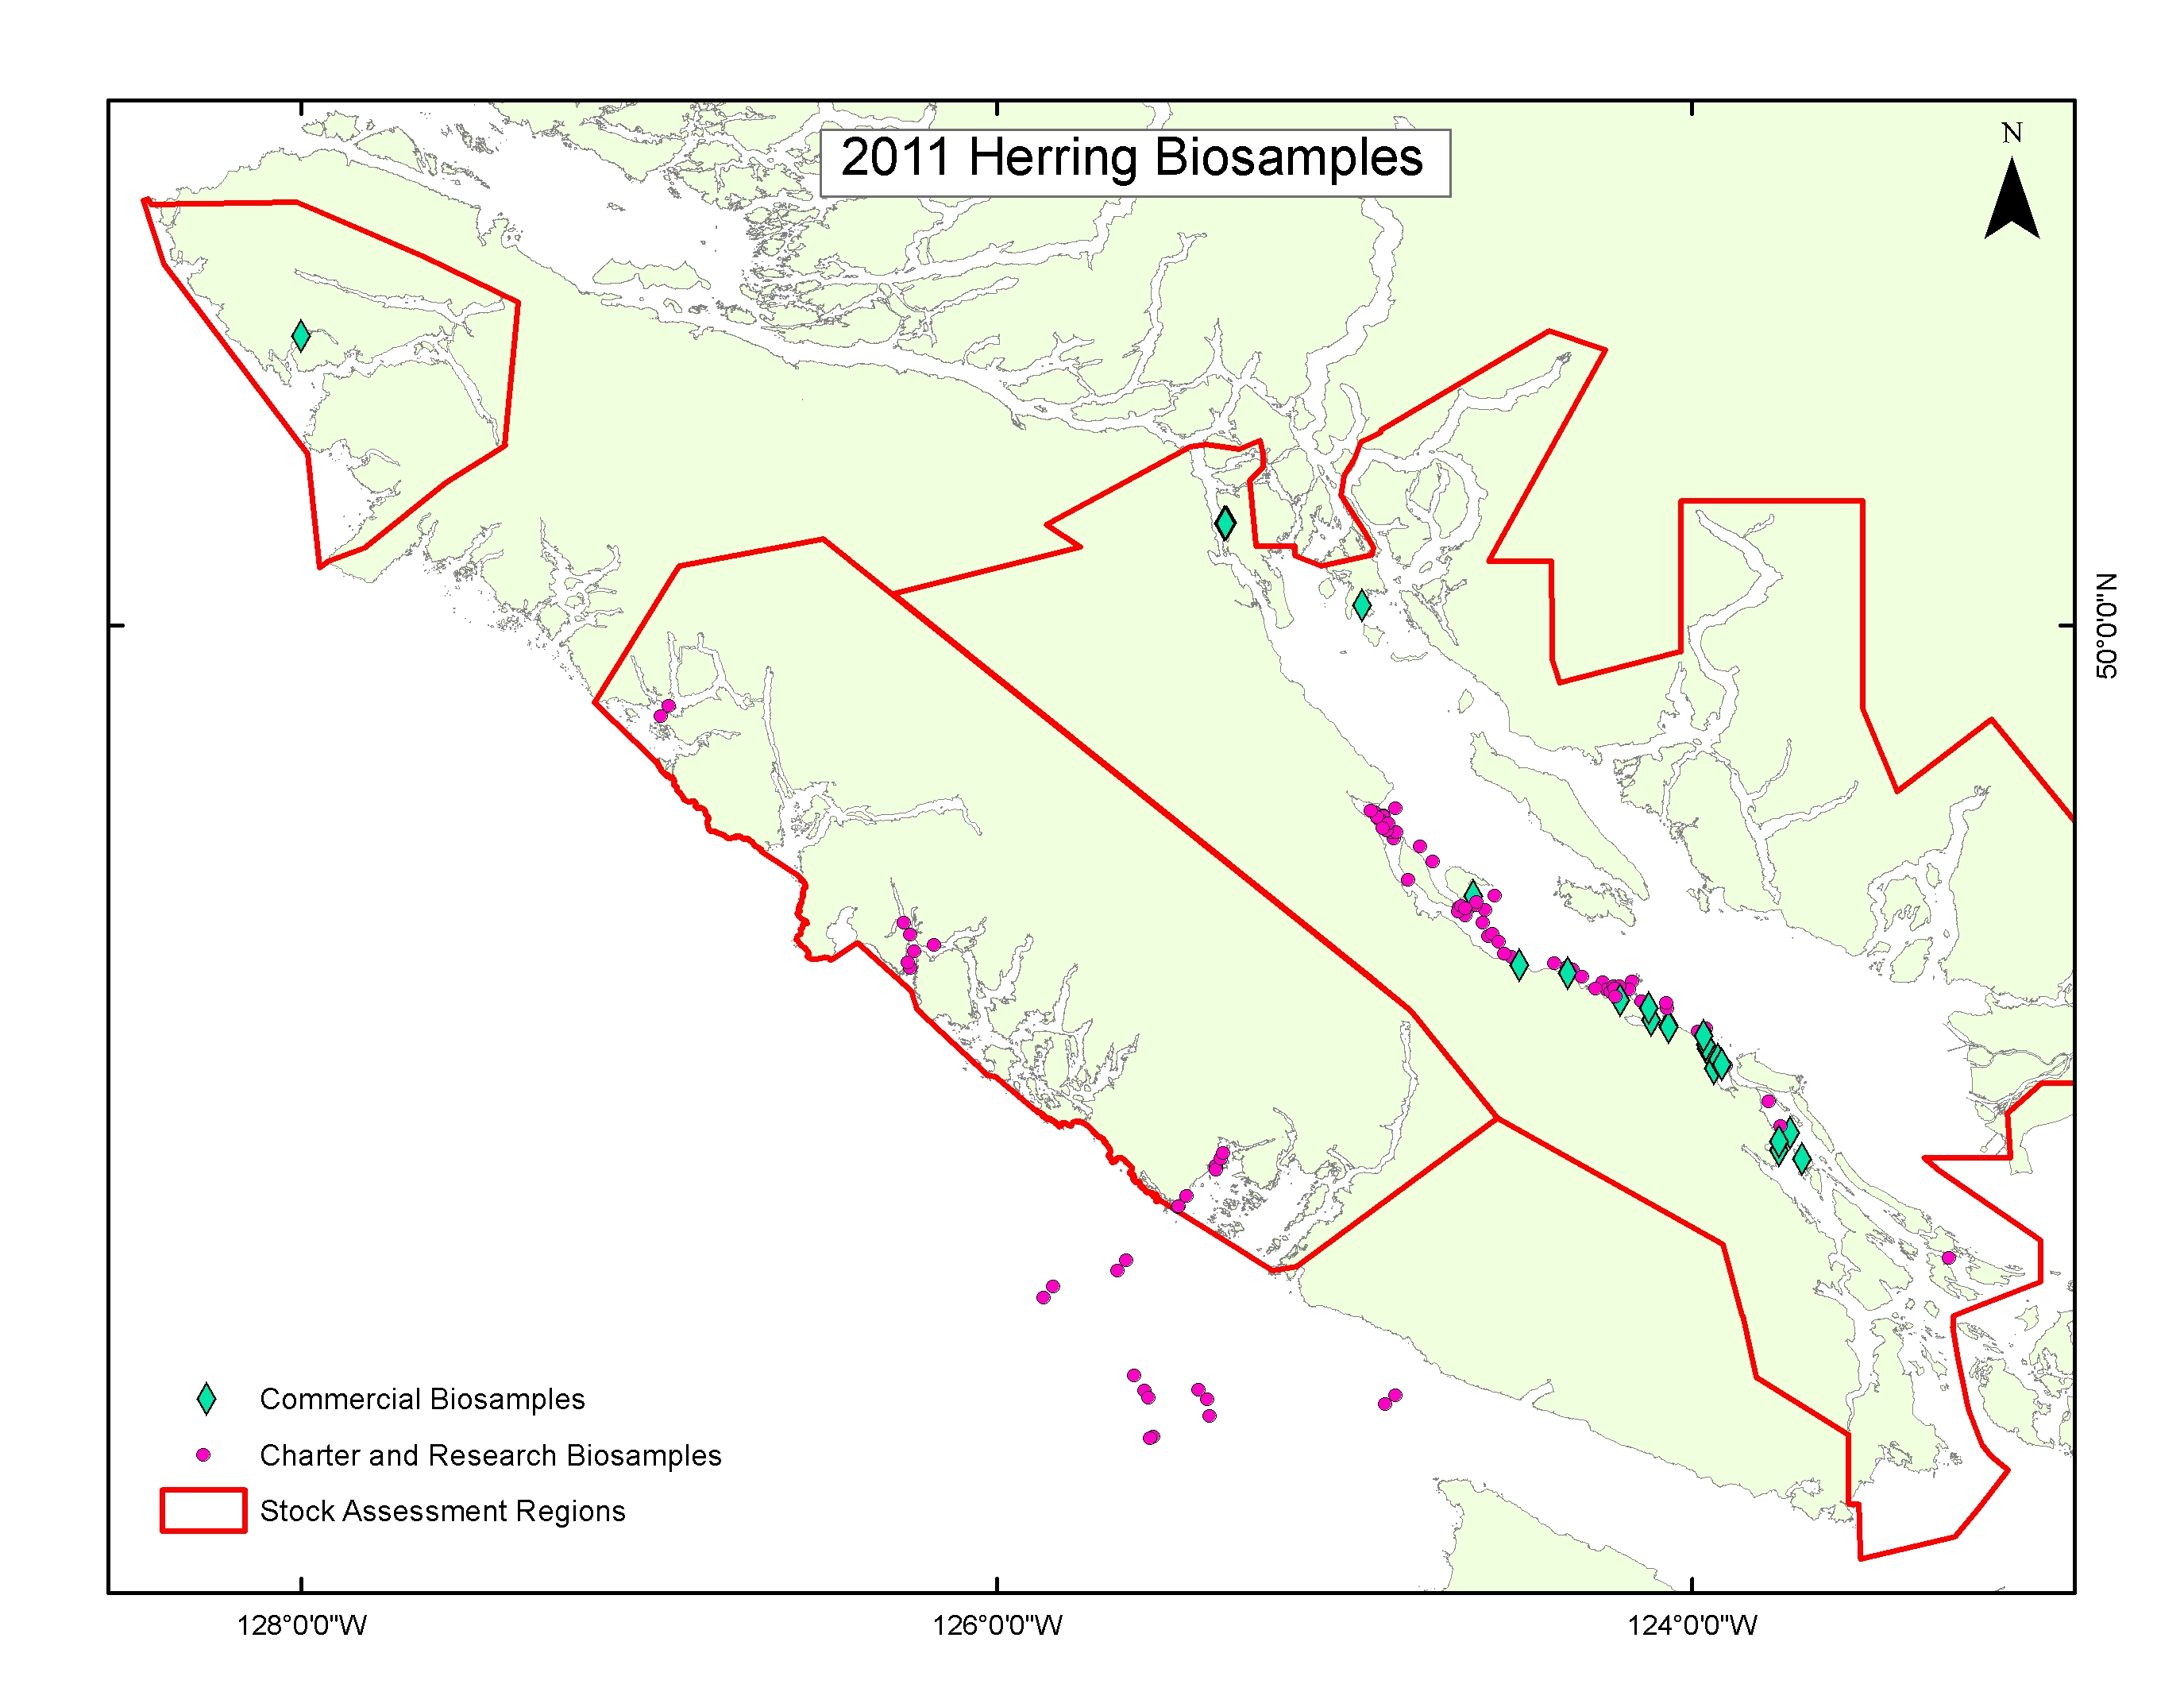 2011 Herring Biosamples
N
50°0'0"N
Commercial Biosamples
Charter and Research Biosamples
Stock Assessment Regions
128°0'0"W
126°0'0"W
124°0'0"W